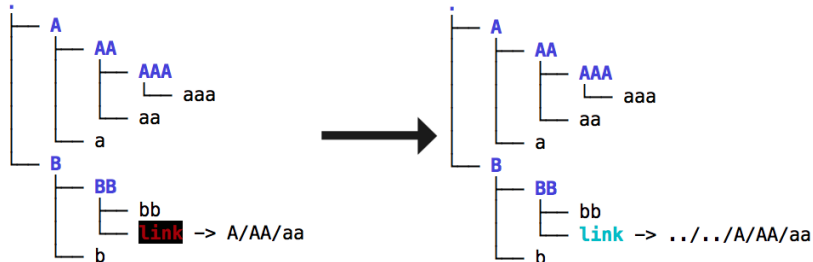 .
├── A
│   ├── AA
│   │   ├── AAA
│   │   │   └── aaa
│   │   └── aa
│   └── a
└── B
    ├── BB
    │   ├── bb
    │   └── link -> A/AA/aa
    └── b
.
├── A
│   ├── AA
│   │   ├── AAA
│   │   │   └── aaa
│   │   └── aa
│   └── a
└── B
    ├── BB
    │   ├── bb
    │   └── link -> ../../A/AA/aa
    └── b